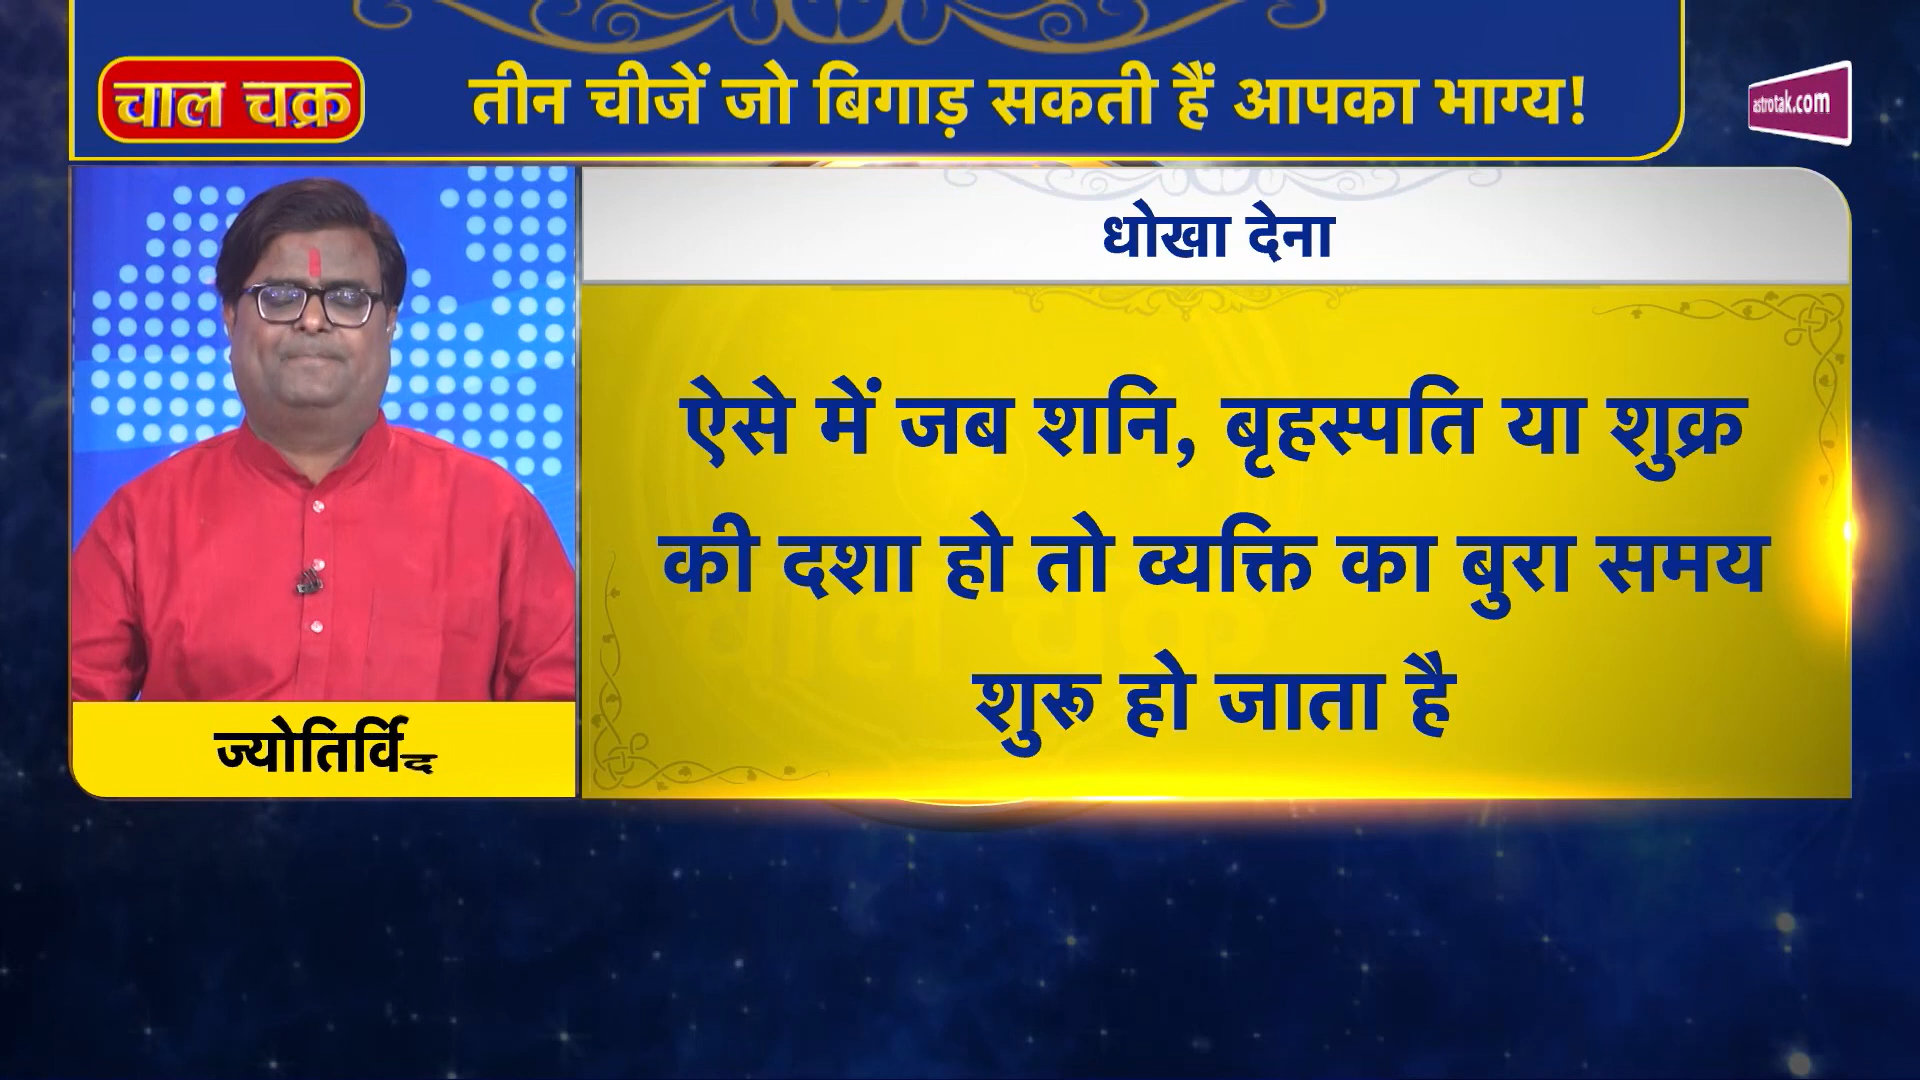 चाल चक्र
तीन चीजें जो बिगाड़ सकती हैं आपका भाग्य!
astrotak.com
धोखा देना
ऐसे में जब शनि, बृहस्पति या शुक्र
की दशा हो तो व्यक्ति का बुरा समय
शुरू हो जाता है
ज्योतिर्विद